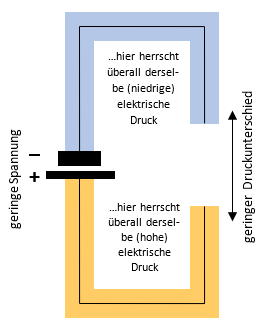 ...hier herrscht
überall dersel-
be (niedrige)
elektrische
Druck
geringe Spannung
–
+
geringer Druckunterschied
...hier herrscht
überall dersel-
be (hohe)
elektrische
Druck